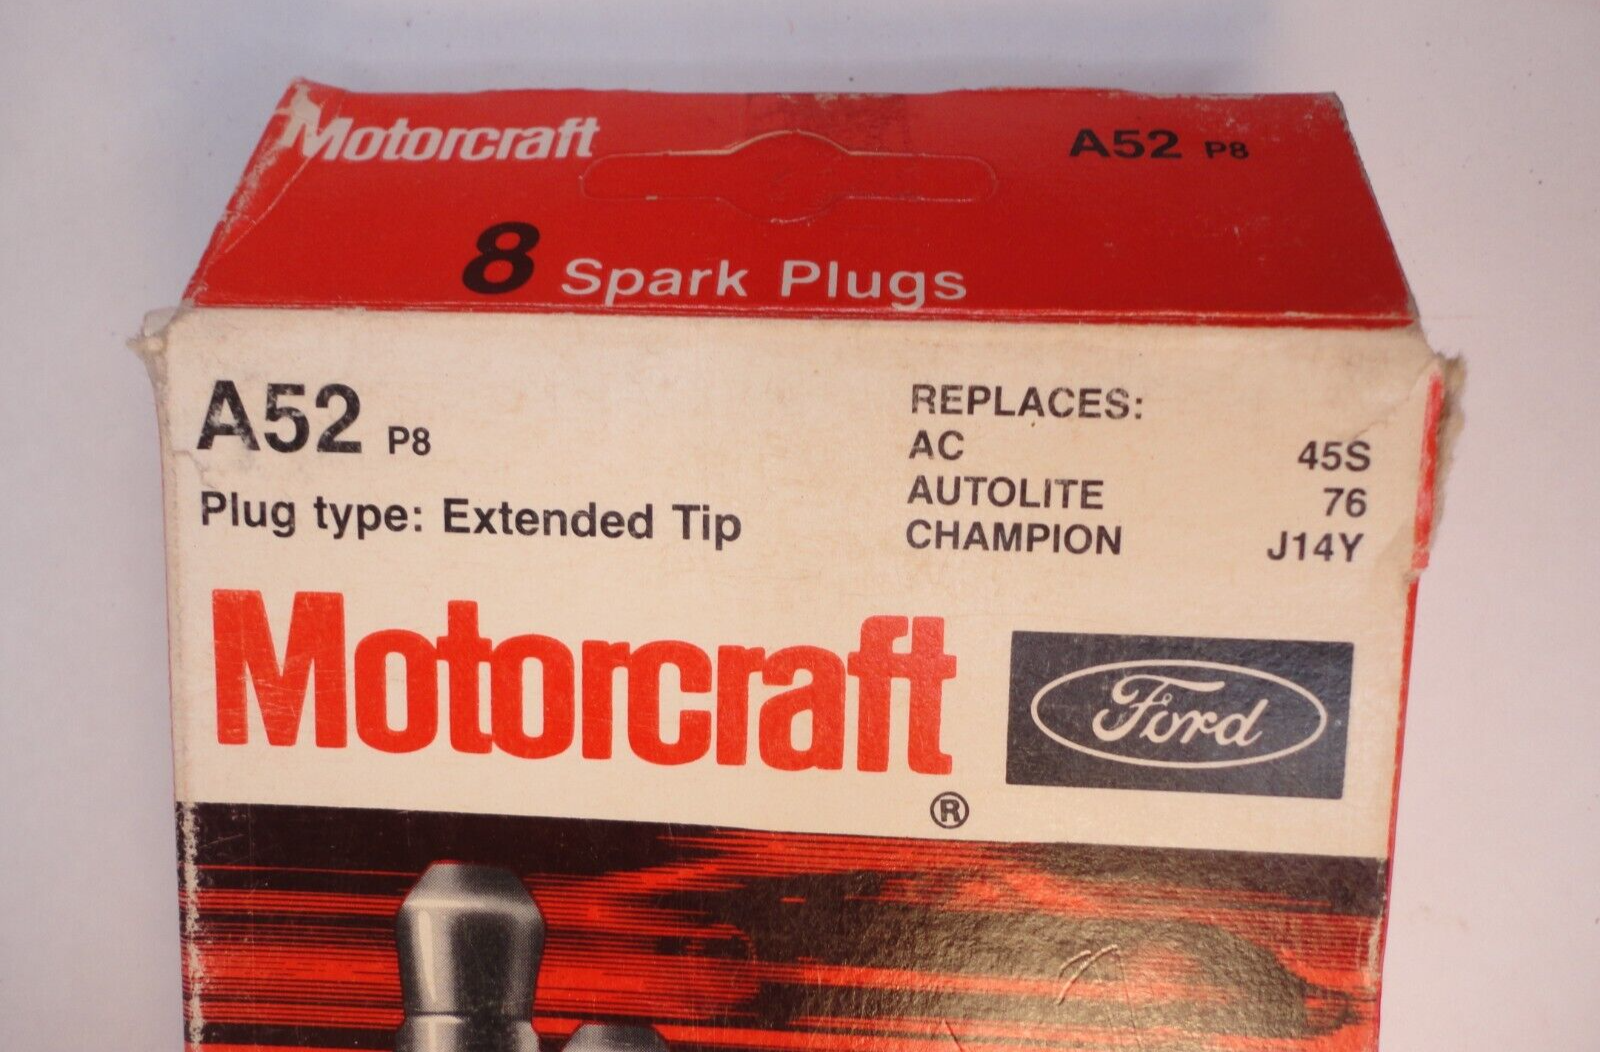 Motorcraft
A52 P8
8 Spark Plugs
A52 P8
Plug type: Extended Tip
REPLACES:
AC 45S
AUTOLITE 76
CHAMPION J14Y
Motorcraft ®
Ford